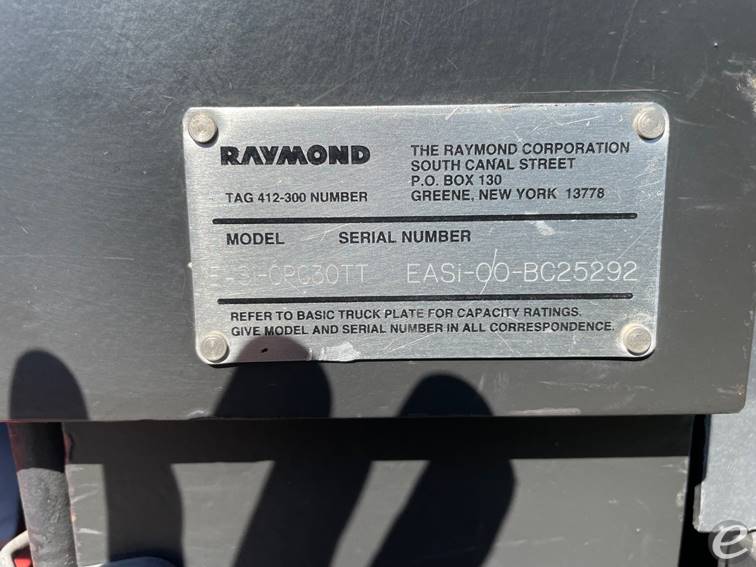 RAYMOND
THE RAYMOND CORPORATION
SOUTH CANAL STREET
P.O. BOX 130
GREENE, NEW YORK 13778
TAG 412-300 NUMBER
MODEL SERIAL NUMBER
EASi-00-BC25292
REFER TO BASIC TRUCK PLATE FOR CAPACITY RATINGS.
GIVE MODEL AND SERIAL NUMBER IN ALL CORRESPONDENCE.